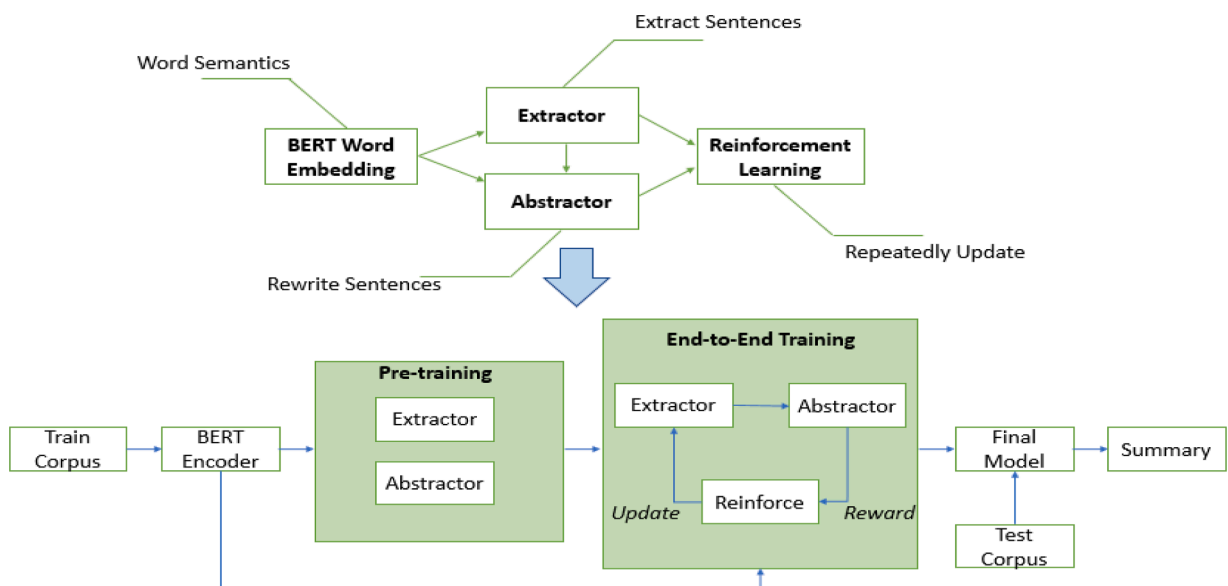 Extract Sentences
Word Semantics
Extractor
BERT Word
Embedding
Reinforcement
Learning
Abstractor
Repeatedly Update
Rewrite Sentences
End-to-End Training
Pre-training
Extractor
Abstractor
Extractor
Abstractor
Train
Corpus
BERT
Encoder
Final
Model
Summary
Update
Reinforce
Reward
Test
Corpus